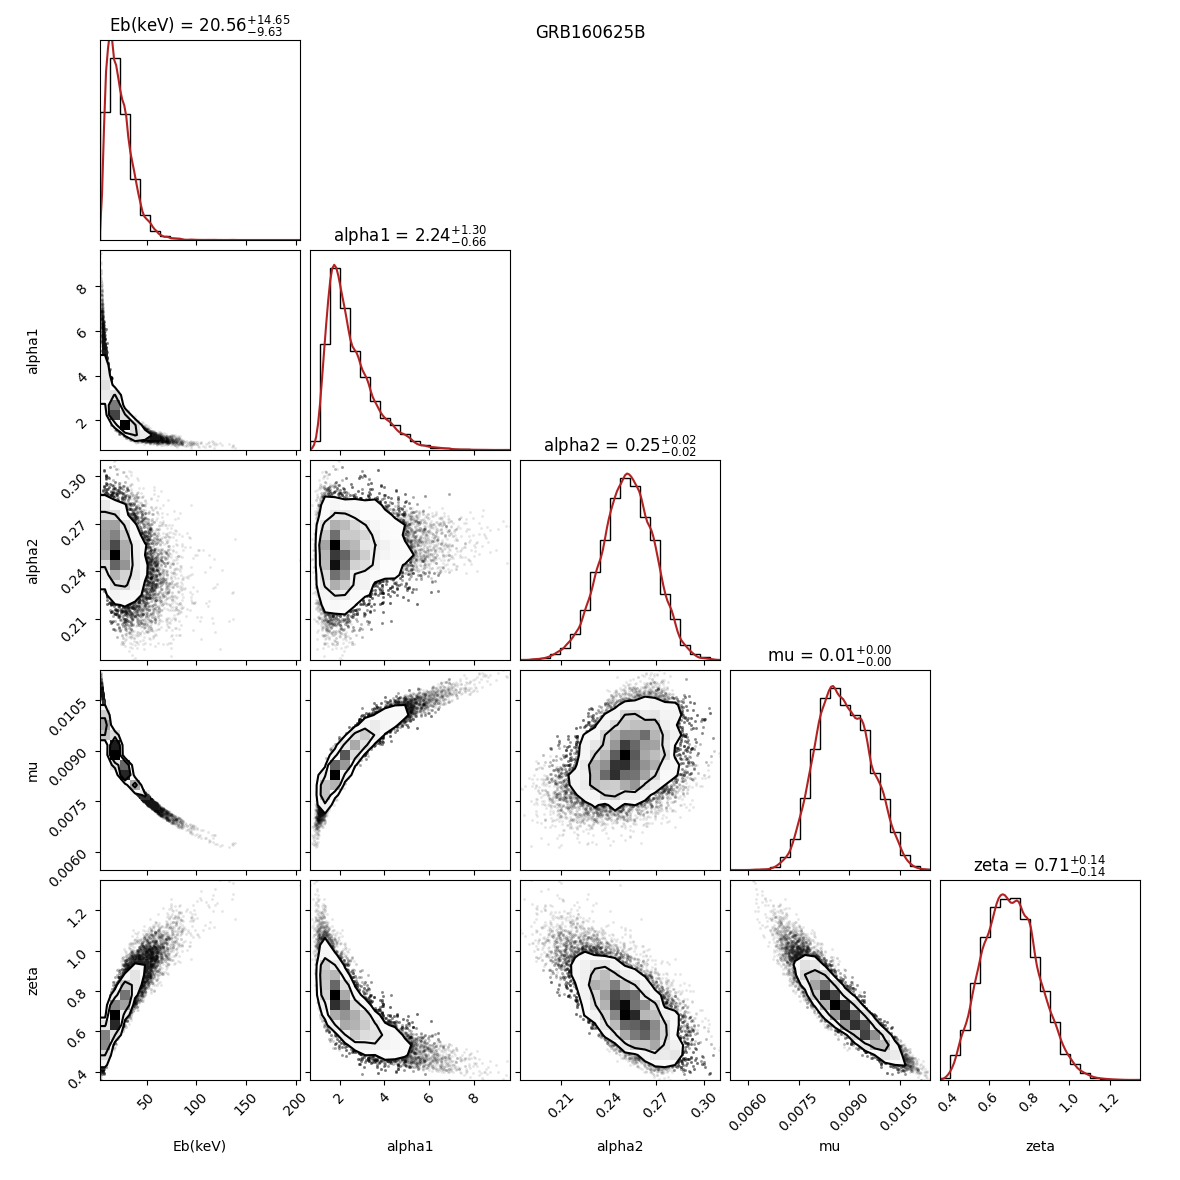 GRB160625B
Eb(keV) = 20.56+14.65−9.63
alpha1 = 2.24+1.30−0.66
8
6
4
2
alpha1
alpha2 = 0.25+0.02−0.02
0.30
0.27
0.24
0.21
alpha2
mu = 0.01+0.00−0.00
0.0105
0.0090
0.0075
0.0060
mu
zeta = 0.71+0.14−0.14
1.2
1.0
0.8
0.6
0.4
zeta
50 100 150 200
2 4 6 8
0.21 0.24 0.27 0.30
0.0060 0.0075 0.0090 0.0105
0.4 0.6 0.8 1.0 1.2
Eb(keV) alpha1 alpha2 mu zeta